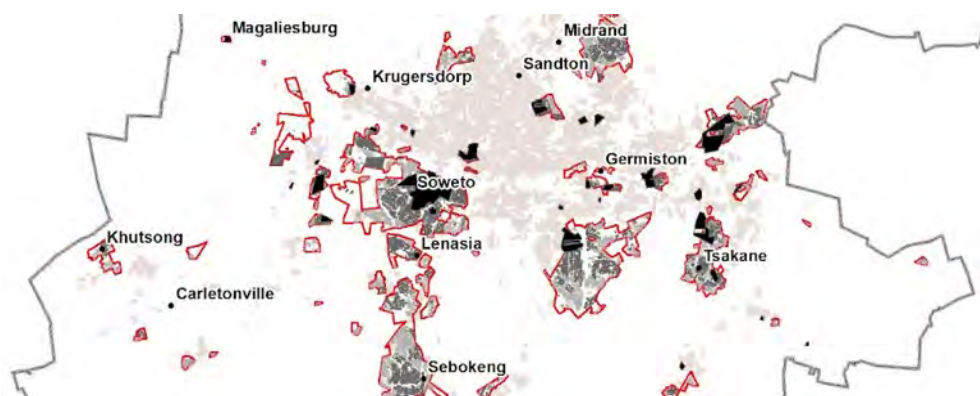 Magaliesburg
Midrand
Sandton
Krugersdorp
Germiston
Soweto
Lenasia
Khutsong
Tsakane
Carletonville
Sebokeng